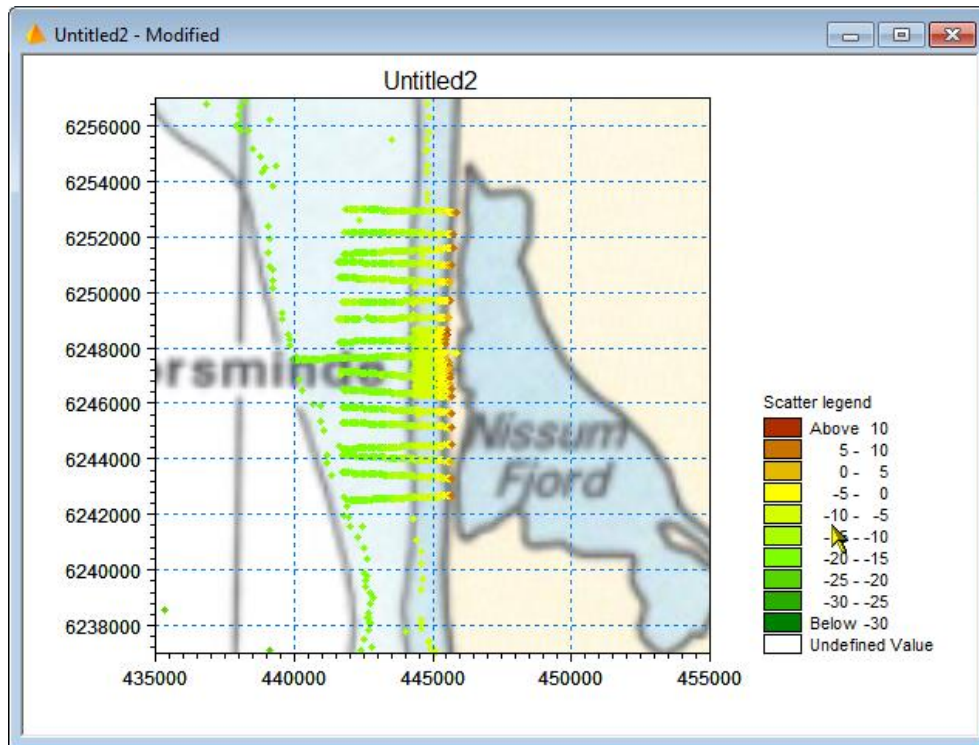 Untitled2 - Modified
Untitled2
6256000
6254000
6252000
6250000
6248000
6246000
6244000
6242000
6240000
6238000
435000
440000
445000
450000
455000
orsminde
Nissum
Fjord
Scatter legend
Above 10
5 - 10
0 - 5
-5 - 0
-10 - -5
- -10
-20 - -15
-25 - -20
-30 - -25
Below -30
Undefined Value